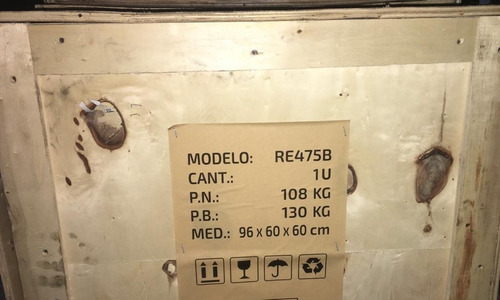 MODELO: RE475B
CANT.: 1U
P.N.: 108 KG
P.B.: 130 KG
MED.: 96 x 60 x 60 cm